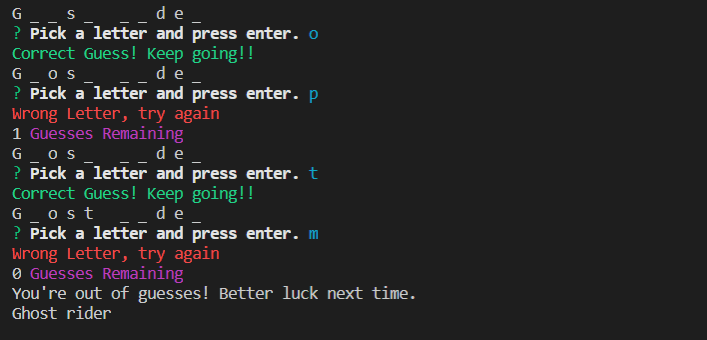 G _ _ s _  _ _ d e _
? Pick a letter and press enter. o
Correct Guess! Keep going!!
G _ o s _  _ _ d e _
? Pick a letter and press enter. p
Wrong Letter, try again
1 Guesses Remaining
G _ o s _  _ _ d e _
? Pick a letter and press enter. t
Correct Guess! Keep going!!
G _ o s t  _ _ d e _
? Pick a letter and press enter. m
Wrong Letter, try again
0 Guesses Remaining
You're out of guesses! Better luck next time.
Ghost rider